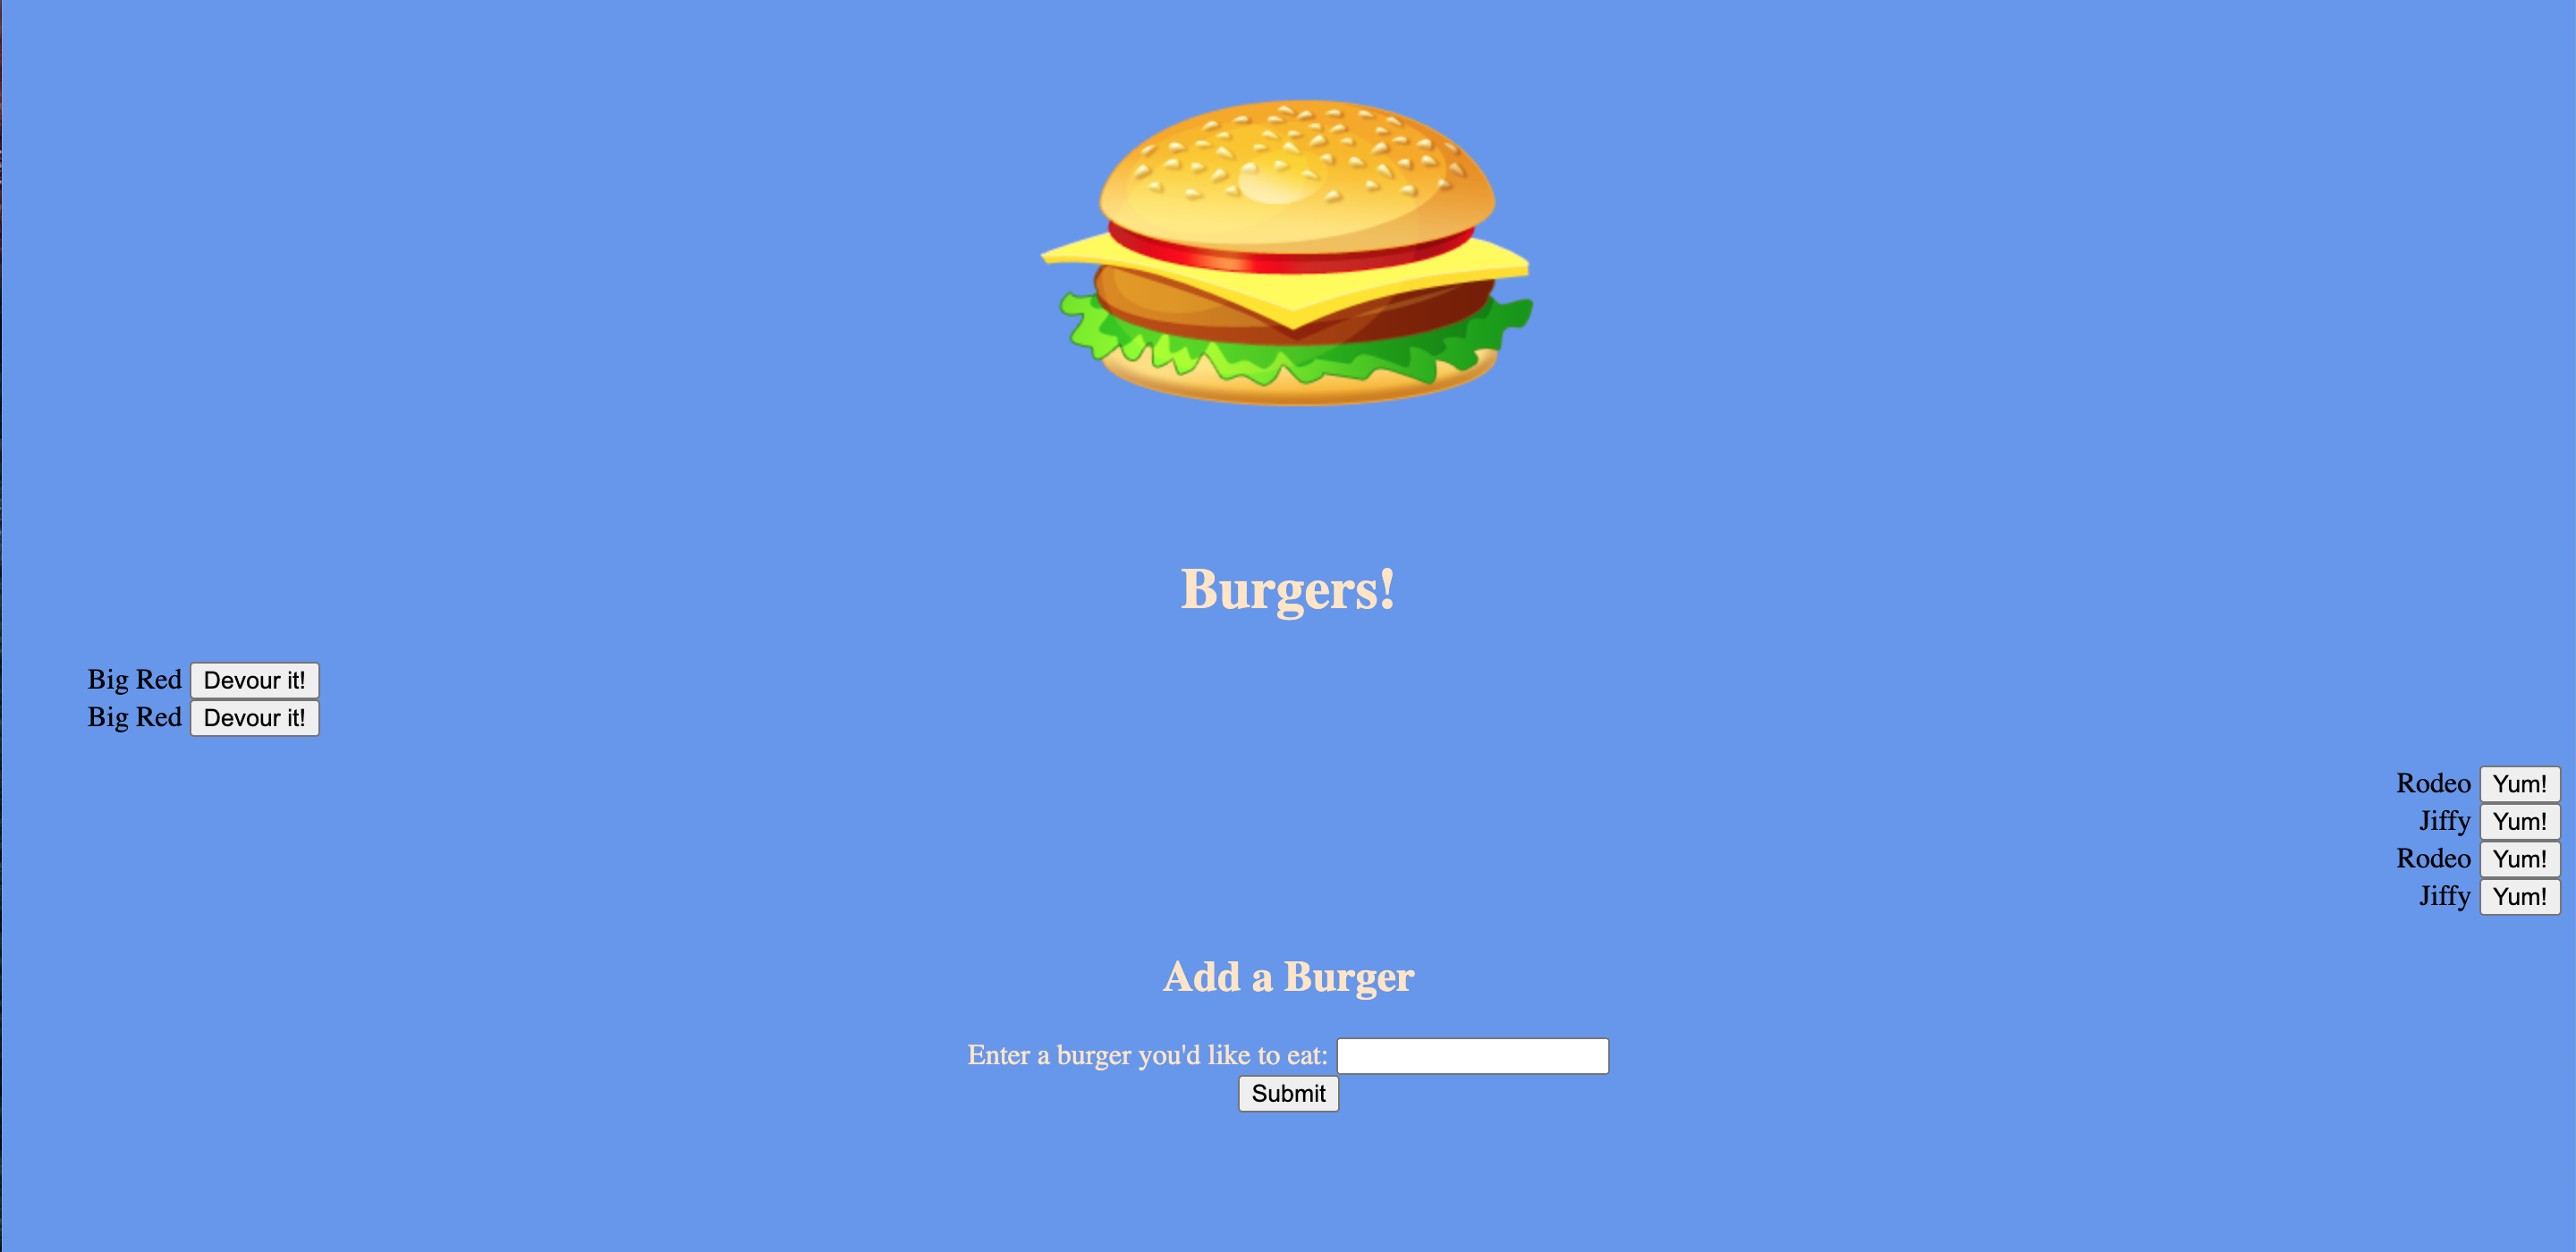 Burgers!
Big Red Devour it!
Big Red Devour it!
Rodeo Yum!
Jiffy Yum!
Rodeo Yum!
Jiffy Yum!
Add a Burger
Enter a burger you'd like to eat:
Submit